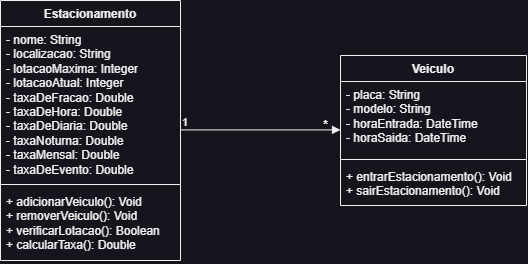 Estacionamento
- nome: String
- localizacao: String
- lotacaoMaxima: Integer
- lotacaoAtual: Integer
- taxaDeFracao: Double
- taxaDeHora: Double
- taxaDeDiaria: Double
- taxaNoturna: Double
- taxaMensal: Double
- taxaDeEvento: Double
+ adicionarVeiculo(): Void
+ removerVeiculo(): Void
+ verificarLotacao(): Boolean
+ calcularTaxa(): Double
1
*
Veiculo
- placa: String
- modelo: String
- horaEntrada: DateTime
- horaSaida: DateTime
+ entrarEstacionamento(): Void
+ sairEstacionamento(): Void